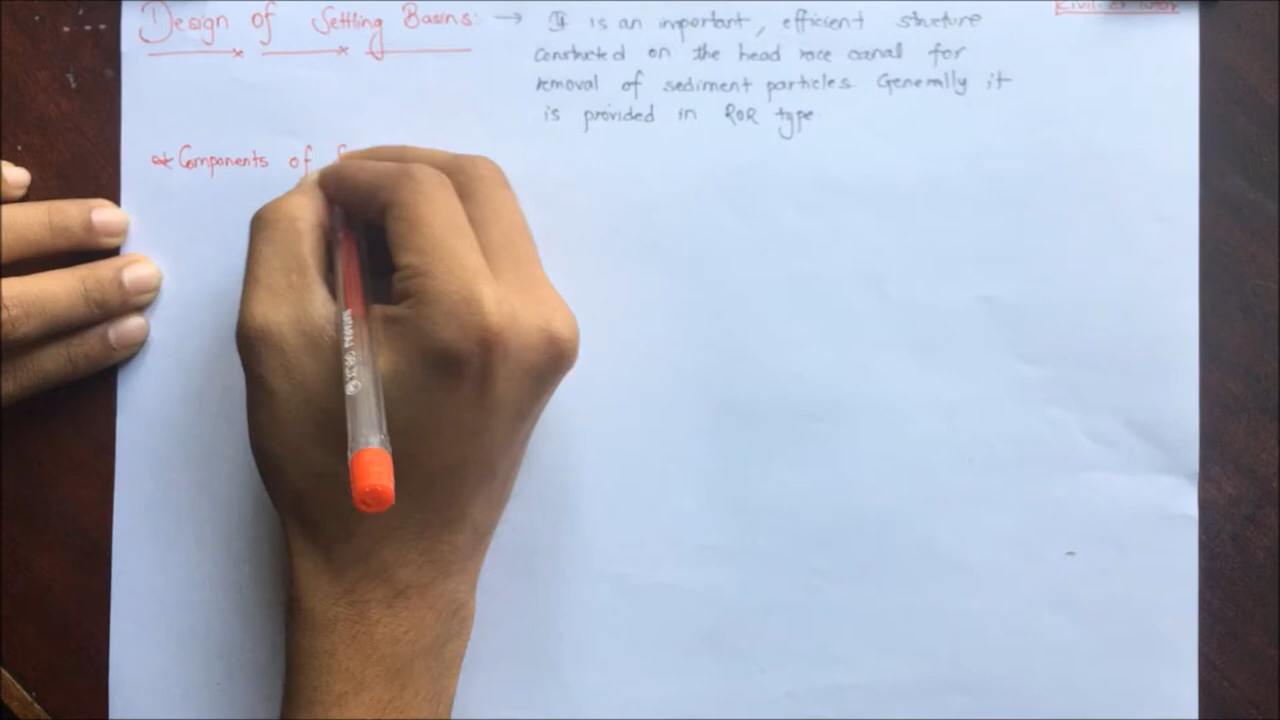 Design of Settling Basins: → It is an important, efficient structure
constructed on the head race canal for
removal of sediment particles. Generally it
is provided in ROR type
* Components of S